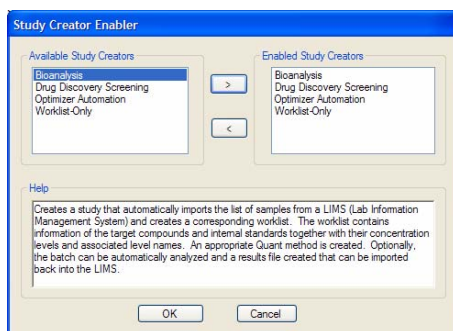 Study Creator Enabler
Available Study Creators
Bioanalysis
Drug Discovery Screening
Optimizer Automation
Worklist-Only
>
<
Enabled Study Creators
Bioanalysis
Drug Discovery Screening
Optimizer Automation
Worklist-Only
Help
Creates a study that automatically imports the list of samples from a LIMS (Lab Information
Management System) and creates a corresponding worklist. The worklist contains
information of the target compounds and internal standards together with their concentration
levels and associated level names. An appropriate Quant method is created. Optionally,
the batch can be automatically analyzed and a results file created that can be imported
back into the LIMS.
OK
Cancel